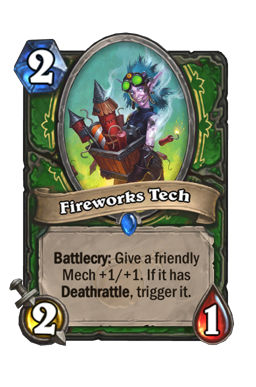 2
Fireworks Tech
Battlecry: Give a friendly
Mech +1/+1. If it has
Deathrattle, trigger it.
2
1